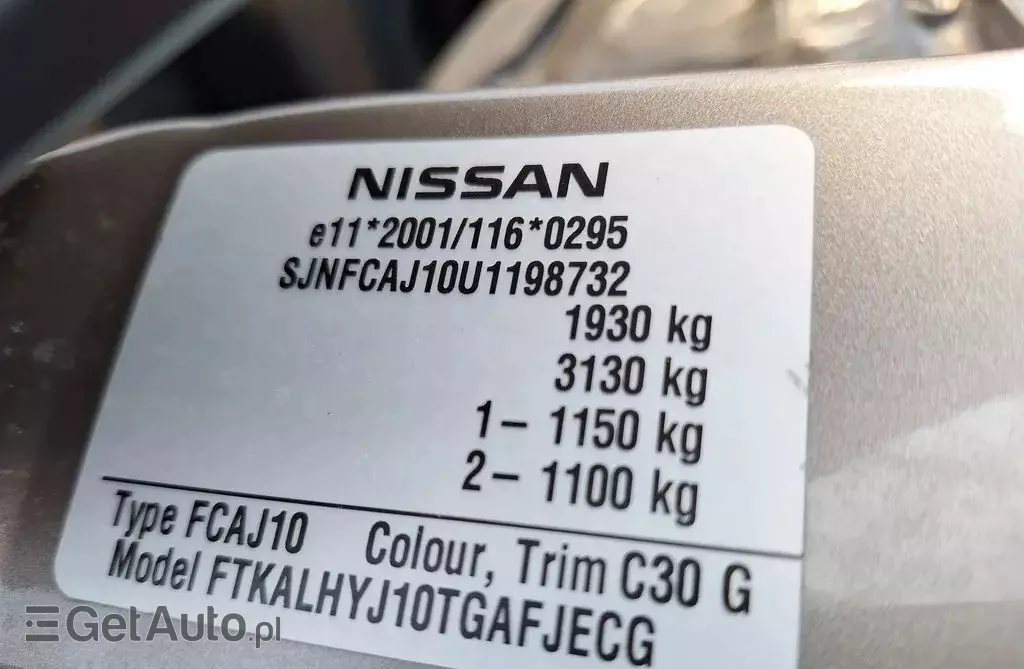 NISSAN
e11*2001/116*0295
SJNFCAJ10U1198732
1930 kg
3130 kg
1– 1150 kg
2– 1100 kg
Type FCAJ10 Colour, Trim C30 G
Model FTKALHYJ10TGAFJECG
GetAuto.pl